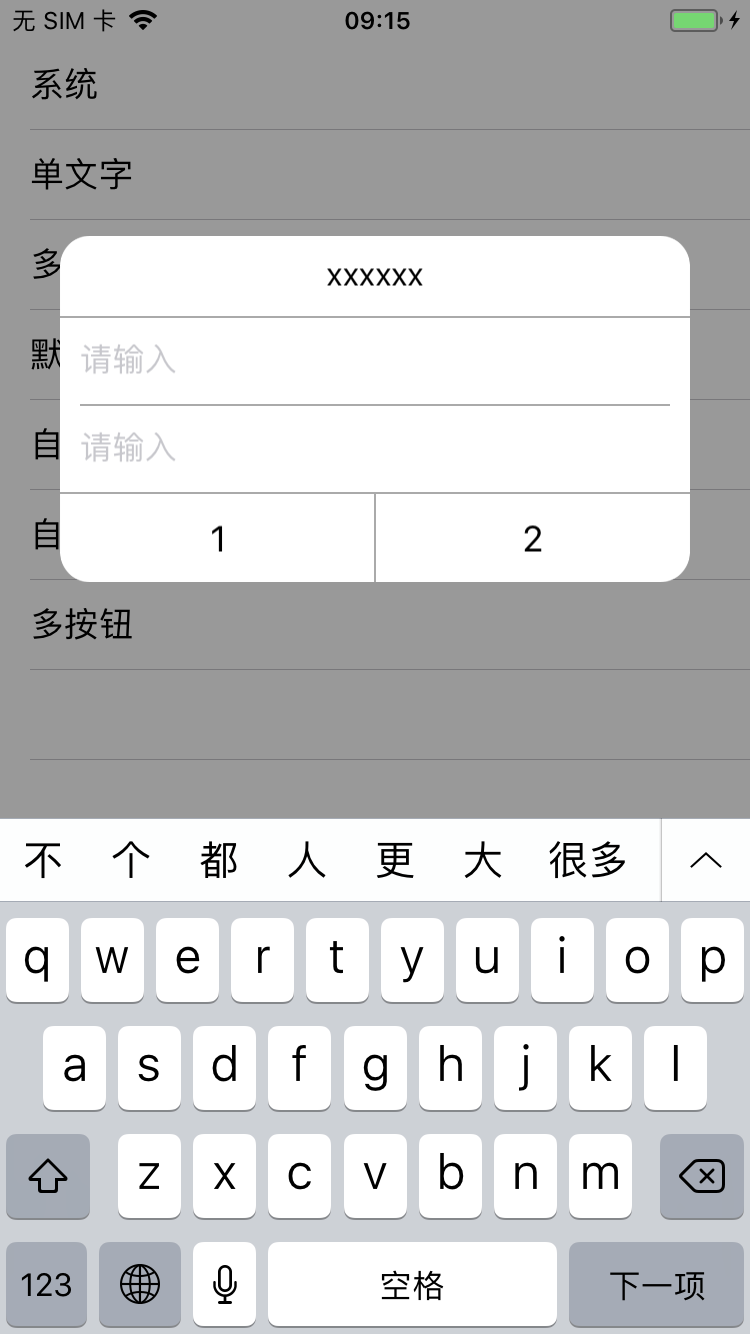 无 SIM 卡 09:15
系统
单文字
多
xxxxxx
默
请输入
自
请输入
自
1 2
多按钮
不 个 都 人 更 大 很多
q w e r t y u i o p
a s d f g h j k l
z x c v b n m
123 空格 下一项